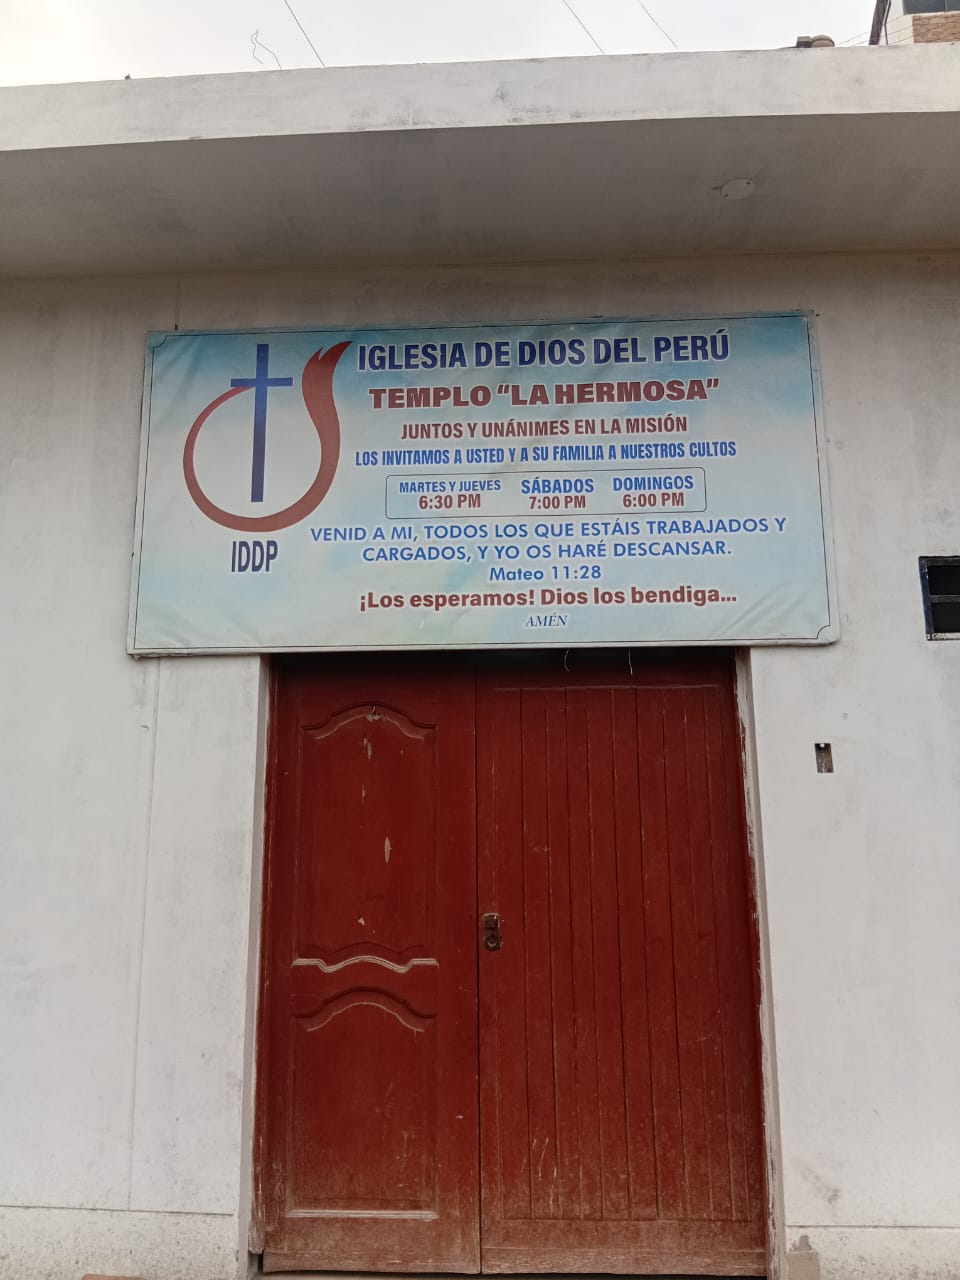 IGLESIA DE DIOS DEL PERÚ
TEMPLO "LA HERMOSA"
JUNTOS Y UNÁNIMES EN LA MISIÓN
LOS INVITAMOS A USTED Y A SU FAMILIA A NUESTROS CULTOS
MARTES Y JUEVES SÁBADOS DOMINGOS
6:30 PM 7:00 PM 6:00 PM
VENID A MI, TODOS LOS QUE ESTÁIS TRABAJADOS Y
CARGADOS, Y YO OS HARÉ DESCANSAR.
Mateo 11:28
¡Los esperamos! Dios los bendiga...
AMÉN
IDDP